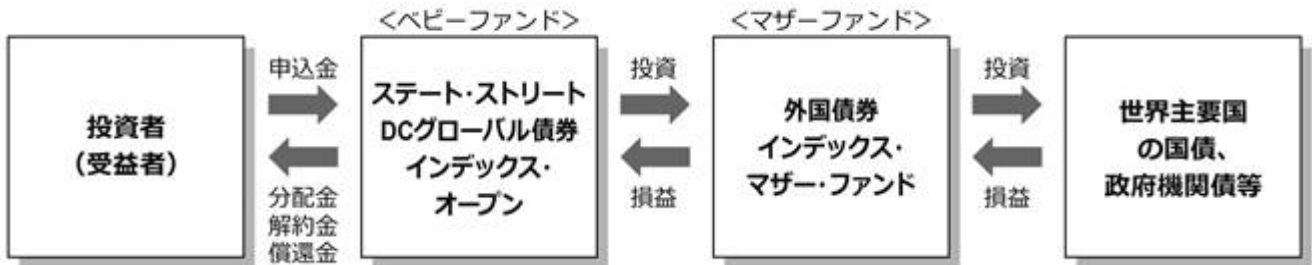 <ベビーファンド>
<マザーファンド>
投資者
(受益者)
申込金
分配金
解約金
償還金
ステート・ストリート
DCグローバル債券
インデックス・
オープン
投資
損益
外国債券
インデックス・
マザー・ファンド
投資
損益
世界主要国
の国債、
政府機関債等